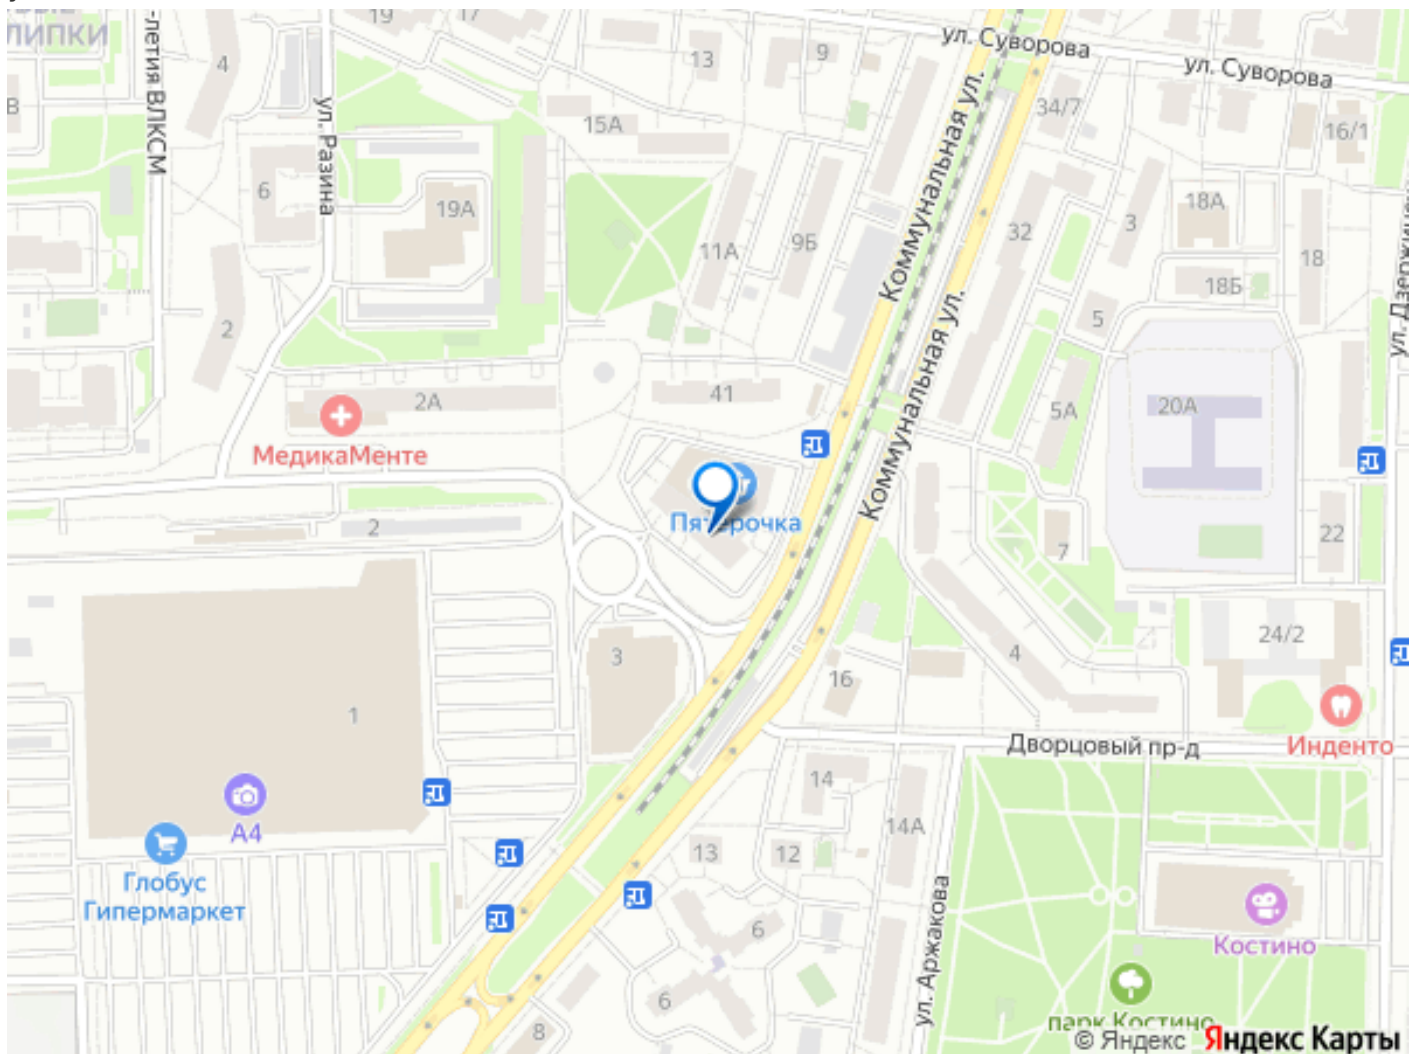 ЛИПКИ
-летия ВЛКСМ
4
ул. Разина
19
17
13
9
ул. Суворова
ул. Суворова
В
15А
34/7
16/1
6
19А
11А
9Б
Коммунальная ул.
32
3
18А
18
18Б
2
5
Коммунальная ул.
2А
41
5А
20А
МедикаМенте
Пятёрочка
2
7
22
3
4
24/2
16
1
Дворцовый пр-д
Инденто
14
А4
14А
13
12
Глобус
Гипермаркет
ул. Аржакова
6
Костино
6
8
парк Костино
© Яндекс Яндекс Карты